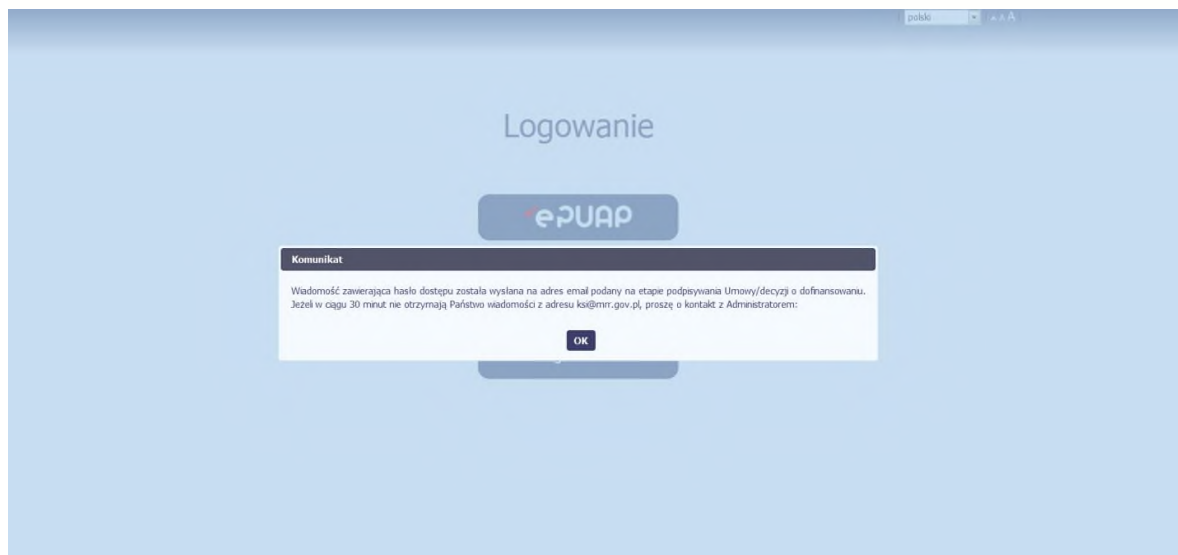 polski
A A A
Logowanie
ePUAP
Komunikat
Wiadomość zawierająca hasło dostępu została wysłana na adres email podany na etapie podpisywania Umowy/decyzji o dofinansowaniu.
Jeżeli w ciągu 30 minut nie otrzymają Państwo wiadomości z adresu ksi@mrr.gov.pl, proszę o kontakt z Administratorem:
OK